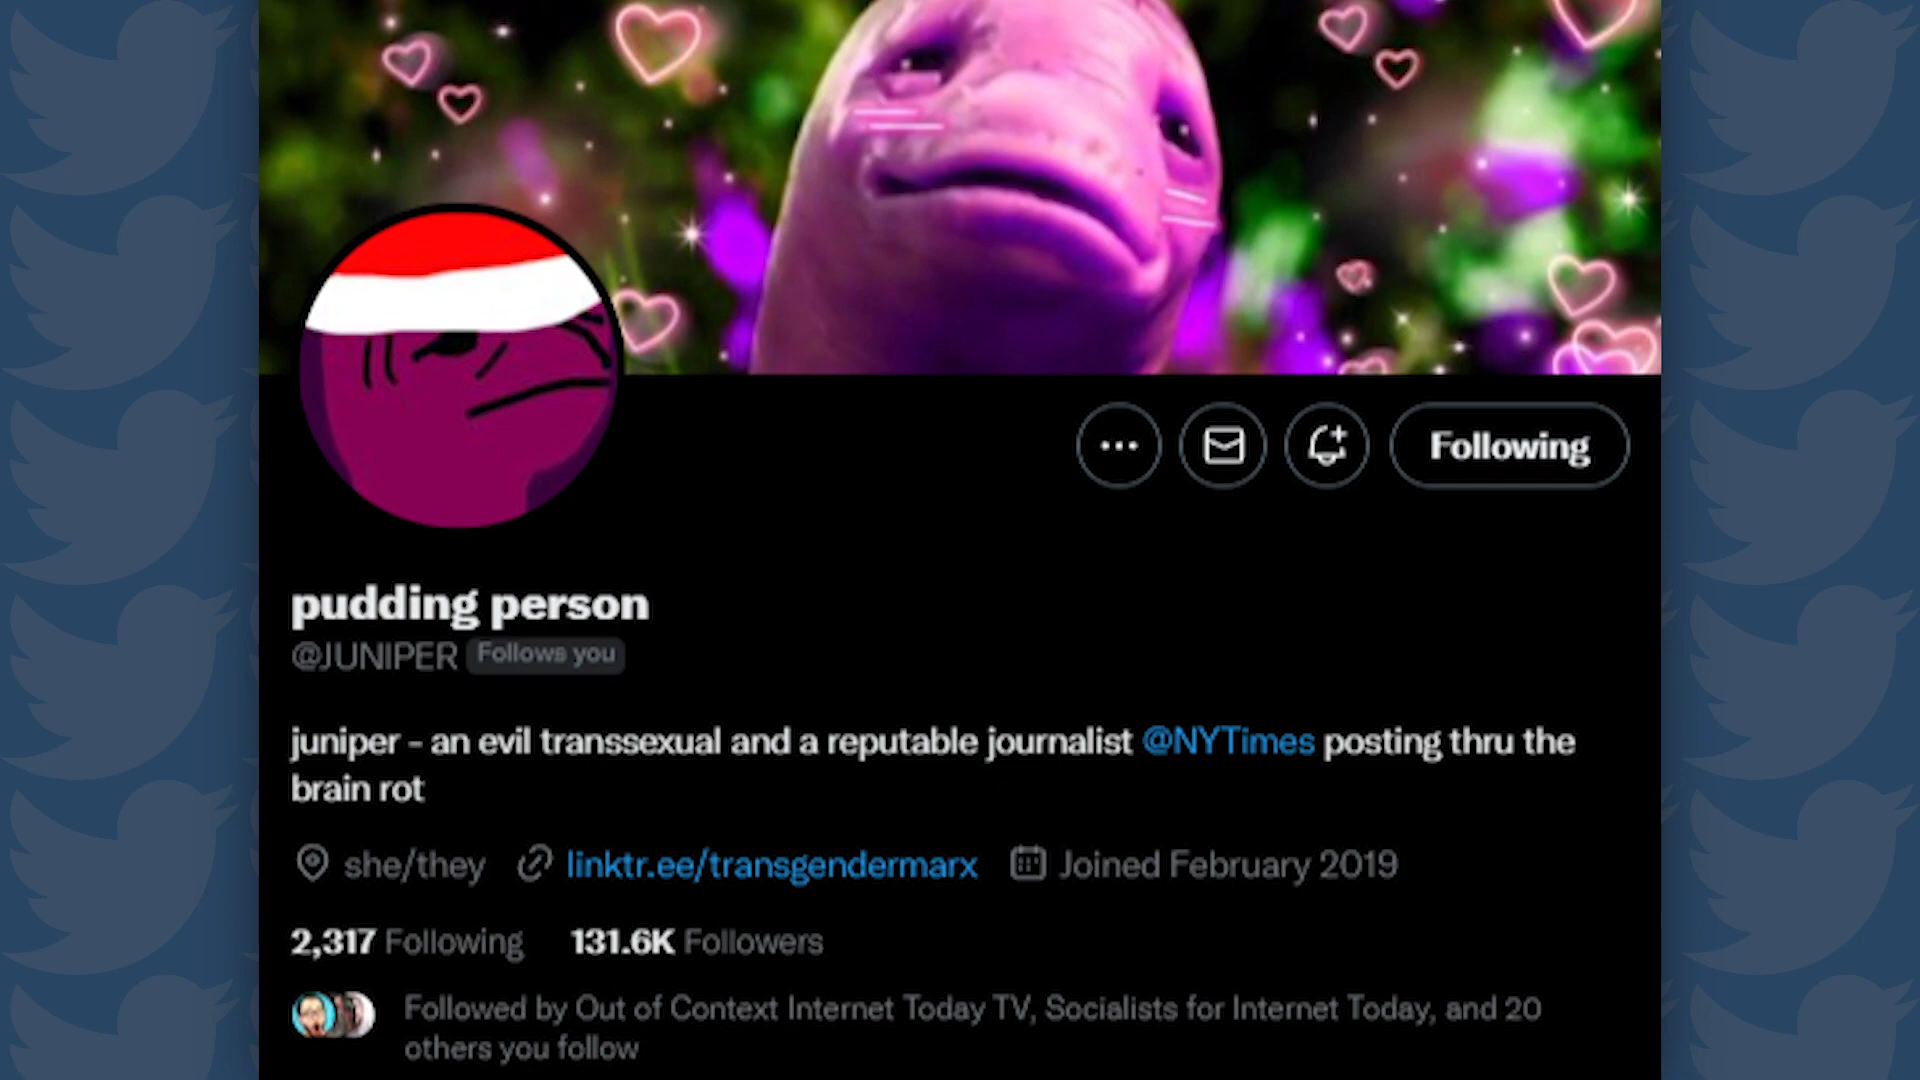 Following
pudding person
@JUNIPER Follows you
juniper - an evil transsexual and a reputable journalist @NYTimes posting thru the
brain rot
she/they linktr.ee/transgendermarx Joined February 2019
2,317 Following 131.6K Followers
Followed by Out of Context Internet Today TV, Socialists for Internet Today, and 20
others you follow